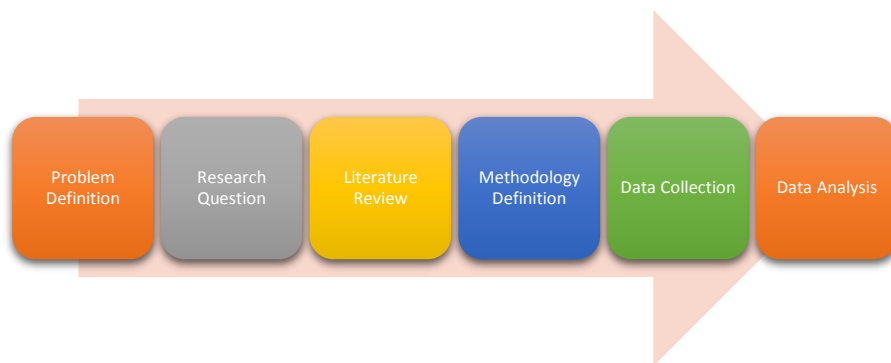 Problem
Definition
Research
Question
Literature
Review
Methodology
Definition
Data Collection
Data Analysis